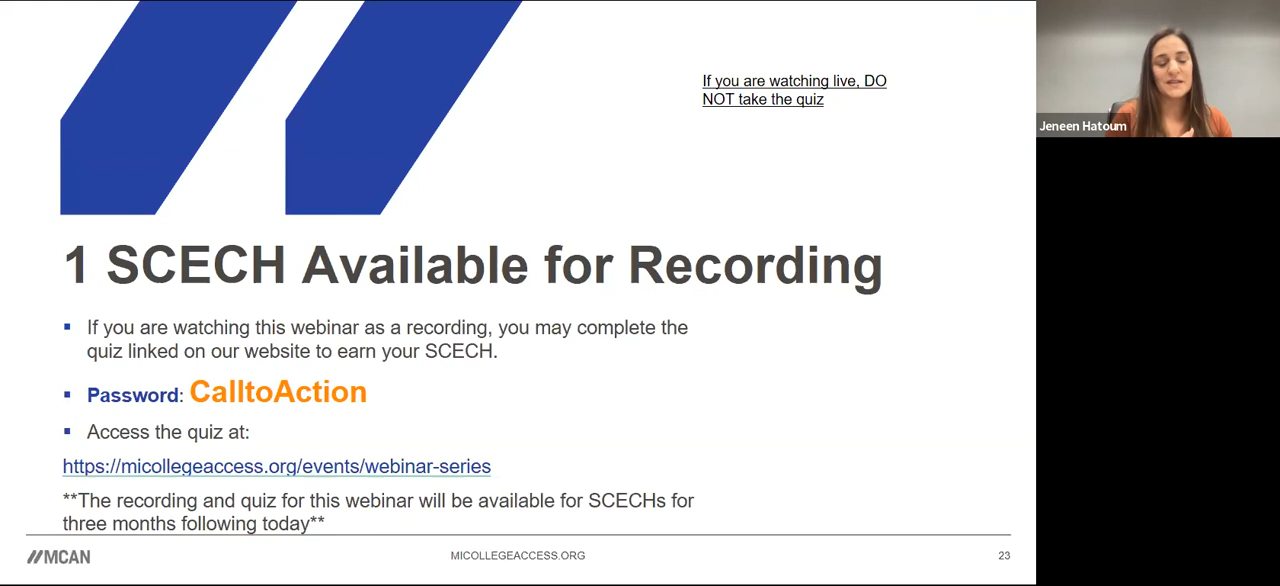 If you are watching live, DO
NOT take the quiz
Jeneen Hatoum
1 SCECH Available for Recording
If you are watching this webinar as a recording, you may complete the
quiz linked on our website to earn your SCECH.
Password: CalltoAction
Access the quiz at:
https://micollegeaccess.org/events/webinar-series
**The recording and quiz for this webinar will be available for SCECHs for
three months following today**
MCAN
MICOLLEGEACCESS.ORG
23